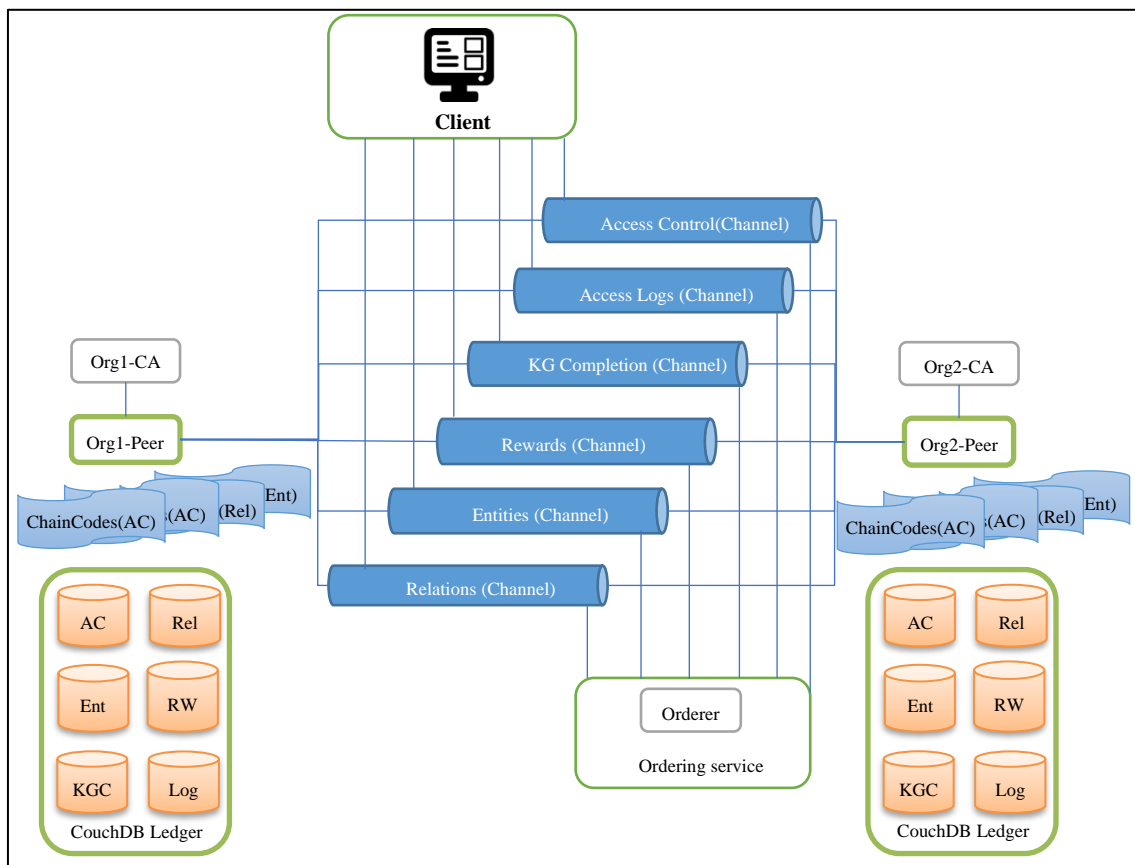 Client
Access Control(Channel)
Access Logs (Channel)
KG Completion (Channel)
Rewards (Channel)
Entities (Channel)
Relations (Channel)
Org1-CA
Org1-Peer
ChainCodes(AC)
s(AC)
(Rel)
Ent)
AC
Rel
Ent
RW
KGC
Log
CouchDB Ledger
Orderer
Ordering service
Org2-CA
Org2-Peer
ChainCodes(AC)
s(AC)
(Rel)
Ent)
AC
Rel
Ent
RW
KGC
Log
CouchDB Ledger